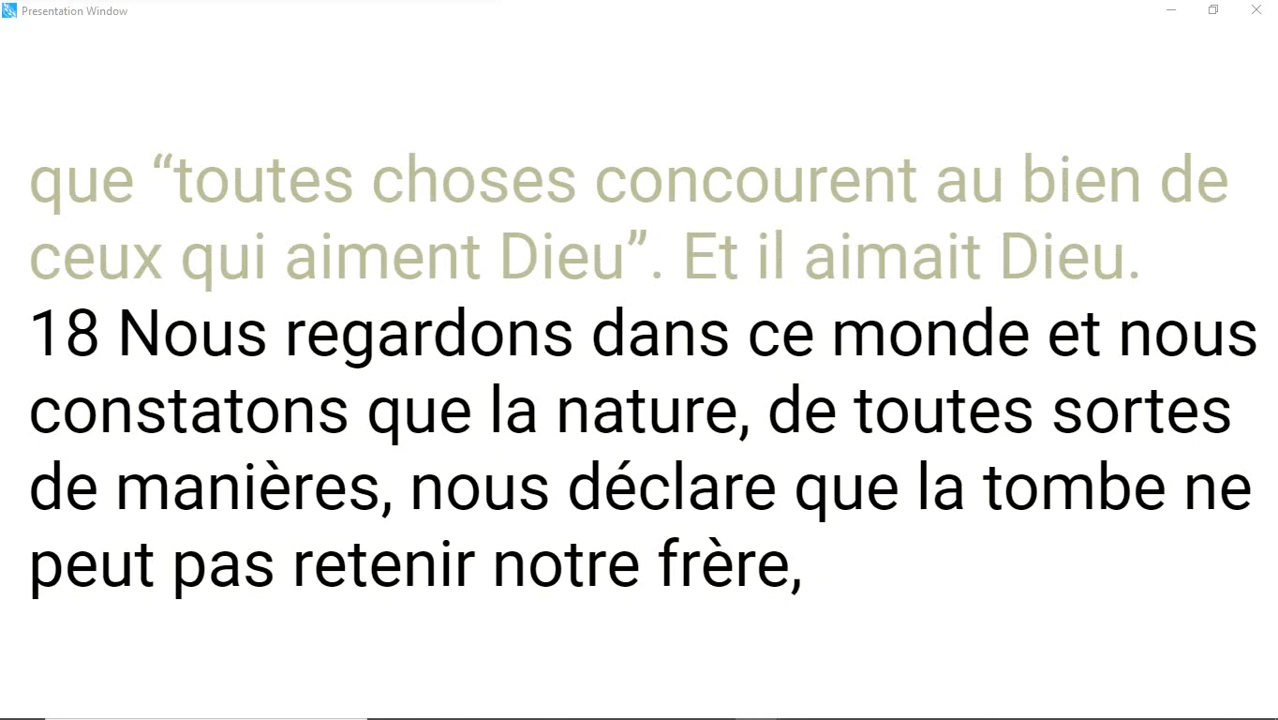 Presentation Window
que “toutes choses concourent au bien de
ceux qui aiment Dieu”. Et il aimait Dieu.
18 Nous regardons dans ce monde et nous
constatons que la nature, de toutes sortes
de manières, nous déclare que la tombe ne
peut pas retenir notre frère,